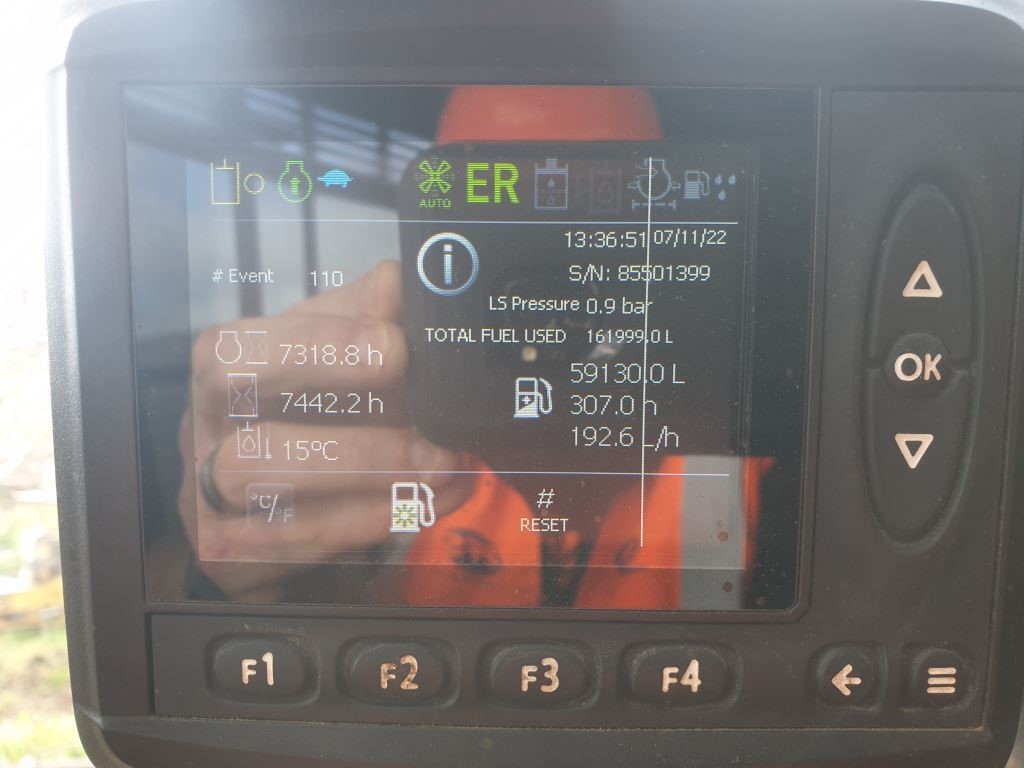 AUTO
ER
13:36:51 07/11/22
# Event 110
S/N: 85501399
LS Pressure 0.9 bar
TOTAL FUEL USED 161999.0 L
7318.8 h
59130.0 L
7442.2 h
307.0 h
15°C
192.6 L/h
°C/°F
#
RESET
OK
F1
F2
F3
F4